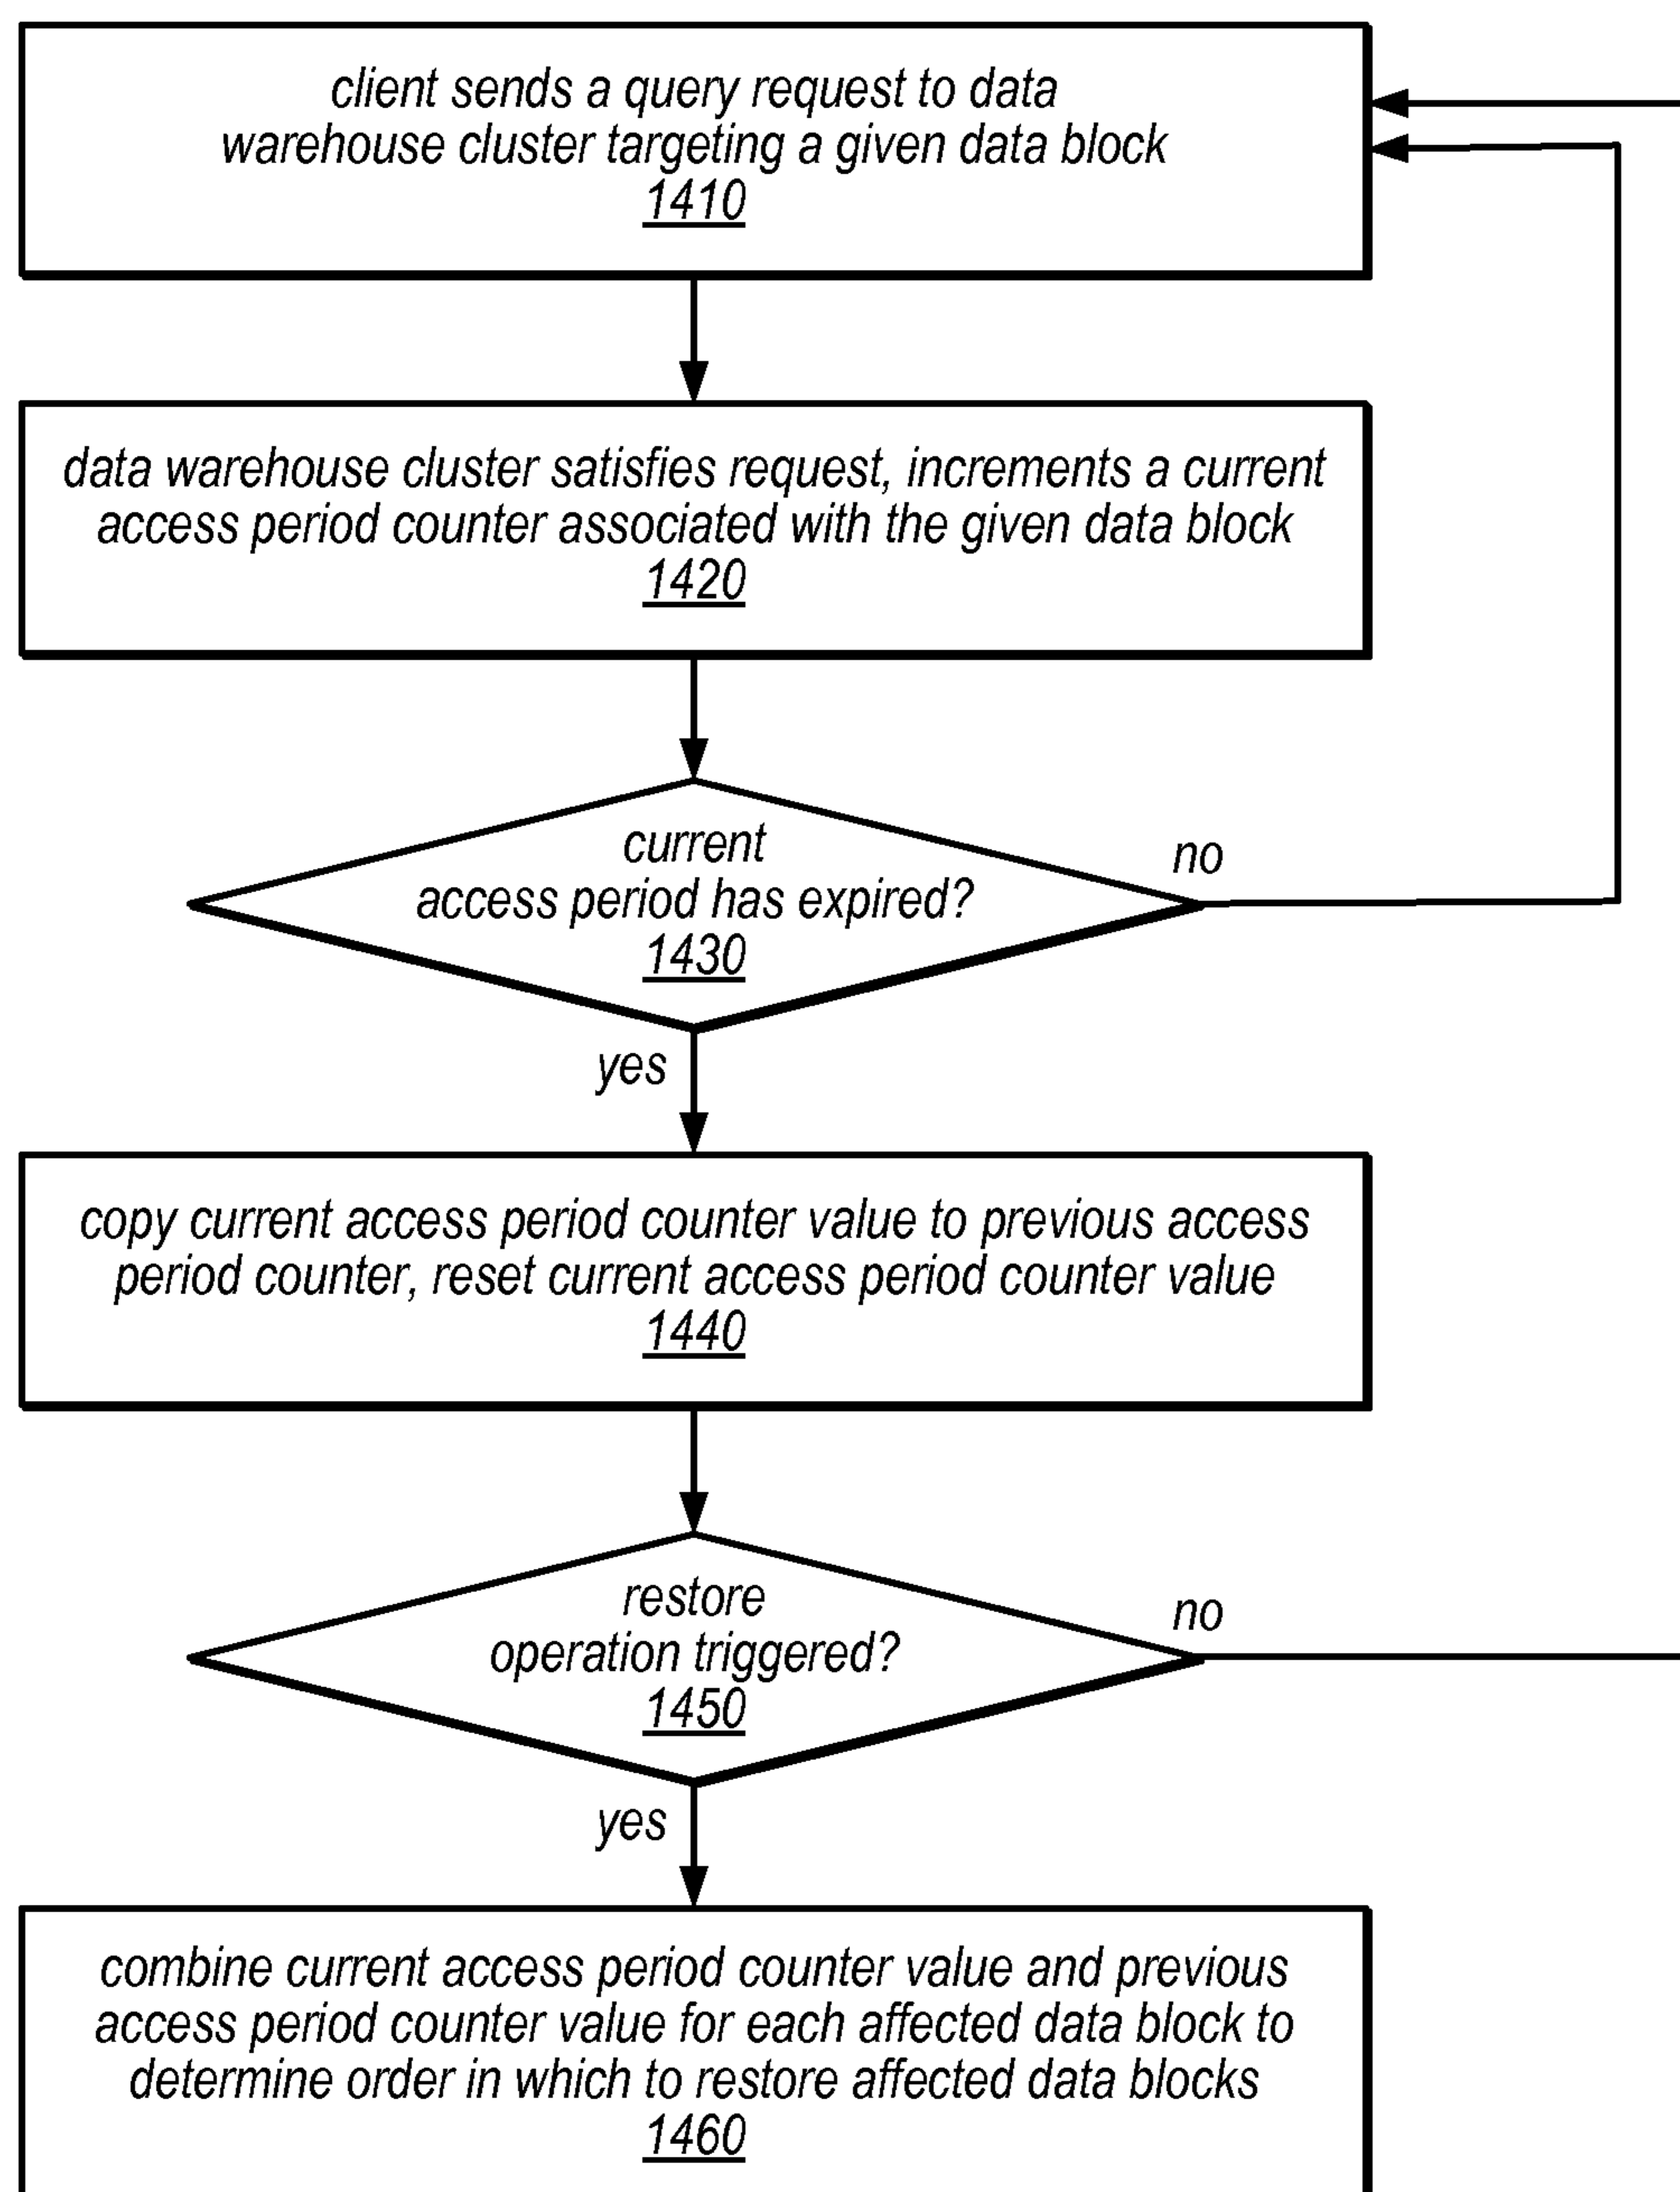 client sends a query request to data
warehouse cluster targeting a given data block
1410
data warehouse cluster satisfies request, increments a current
access period counter associated with the given data block
1420
current
access period has expired?
1430
no
yes
copy current access period counter value to previous access
period counter, reset current access period counter value
1440
restore
operation triggered?
1450
no
yes
combine current access period counter value and previous
access period counter value for each affected data block to
determine order in which to restore affected data blocks
1460